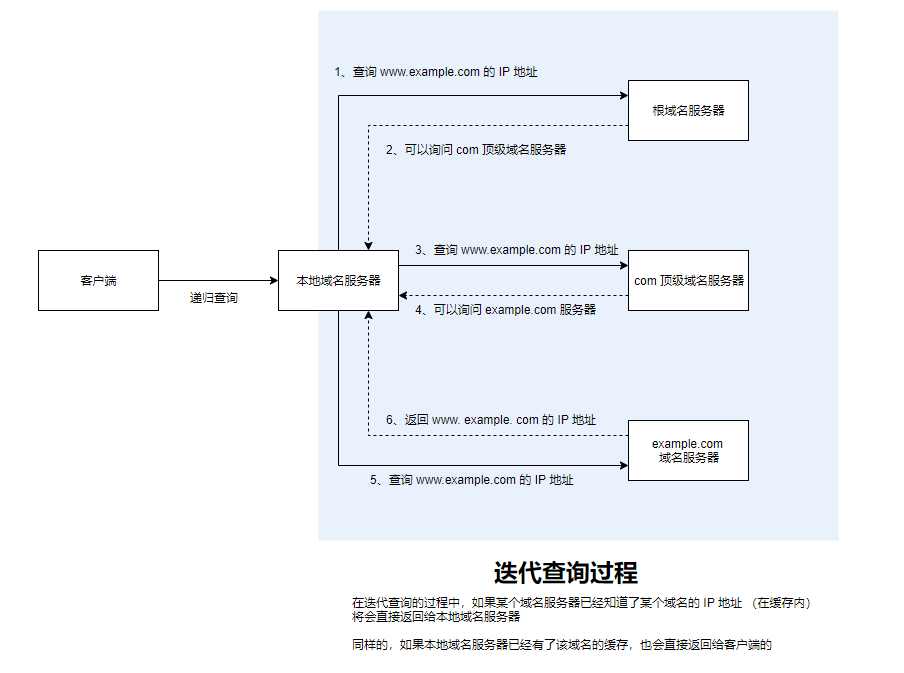 1、查询 www.example.com 的 IP 地址
根域名服务器
2、可以询问 com 顶级域名服务器
3、查询 www.example.com 的 IP 地址
客户端
递归查询
本地域名服务器
com 顶级域名服务器
4、可以询问 example.com 服务器
6、返回 www. example. com 的 IP 地址
example.com
域名服务器
5、查询 www.example.com 的 IP 地址
迭代查询过程
在迭代查询的过程中，如果某个域名服务器已经知道了某个域名的 IP 地址 （在缓存内）
将会直接返回给本地域名服务器
同样的，如果本地域名服务器已经有了该域名的缓存，也会直接返回给客户端的